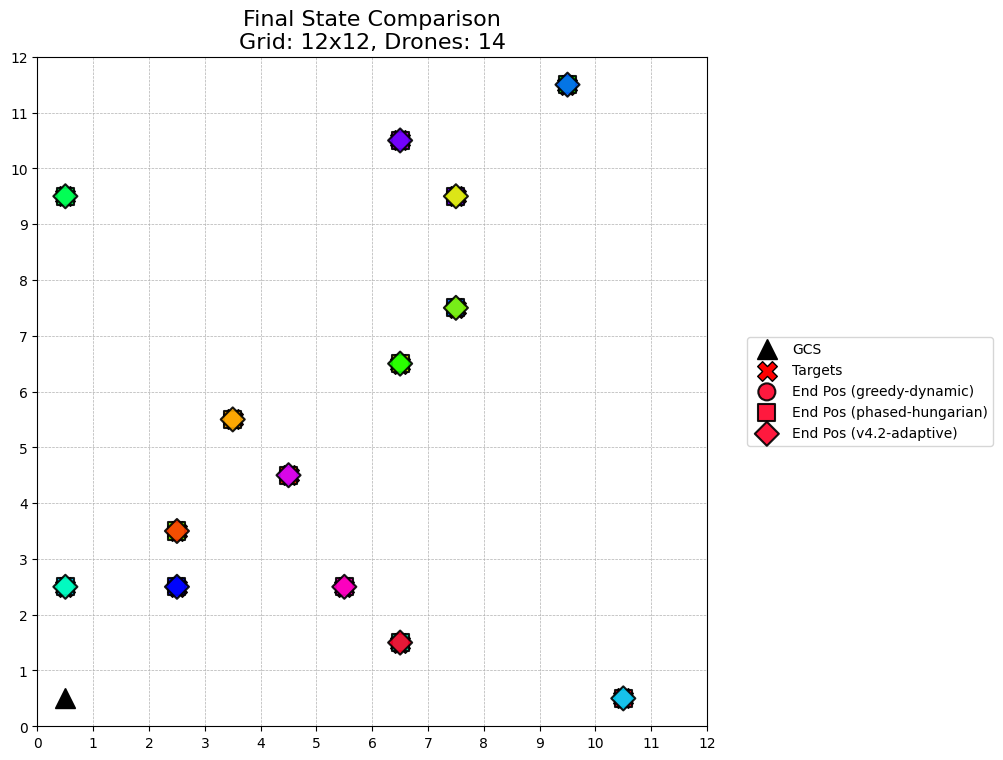 Final State Comparison
Grid: 12x12, Drones: 14
12
11
10
9
8
7
6
5
4
3
2
1
0
0 1 2 3 4 5 6 7 8 9 10 11 12
GCS
Targets
End Pos (greedy-dynamic)
End Pos (phased-hungarian)
End Pos (v4.2-adaptive)